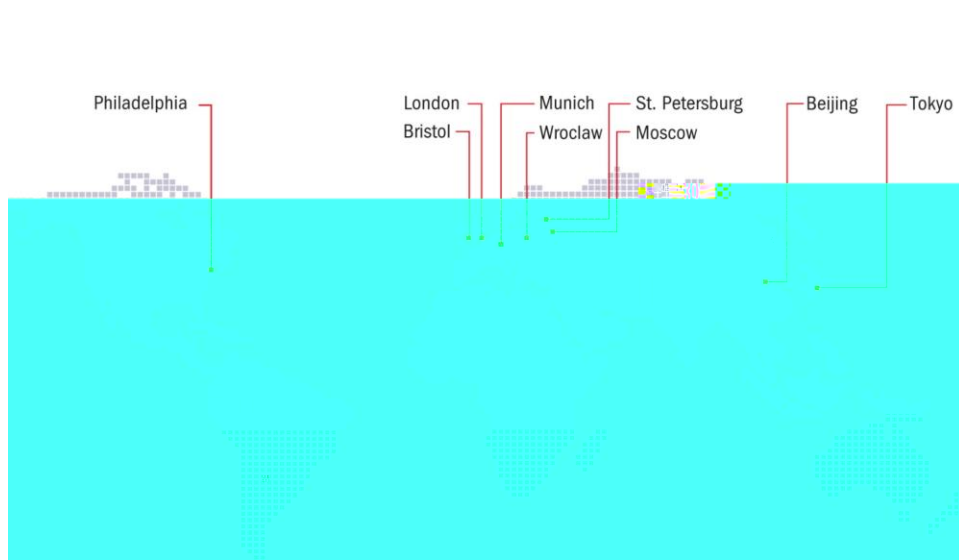 Philadelphia
London
Munich
St. Petersburg
Beijing
Tokyo
Bristol
Wroclaw
Moscow